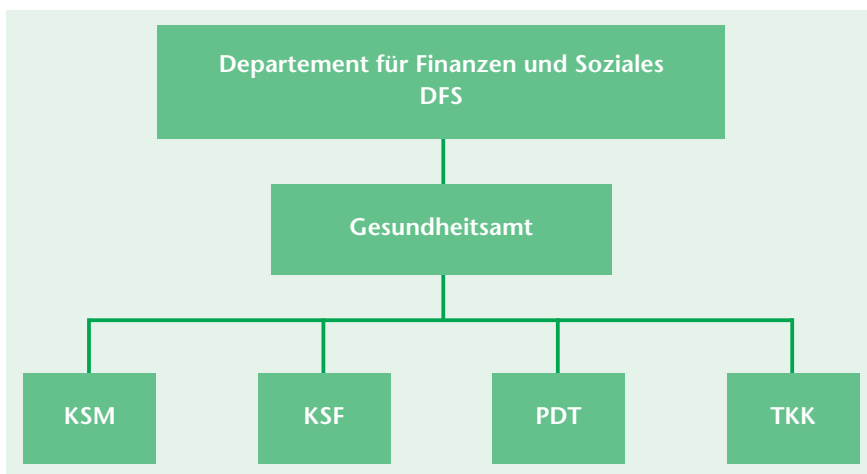 Departement für Finanzen und Soziales
DFS
Gesundheitsamt
KSM
KSF
PDT
TKK